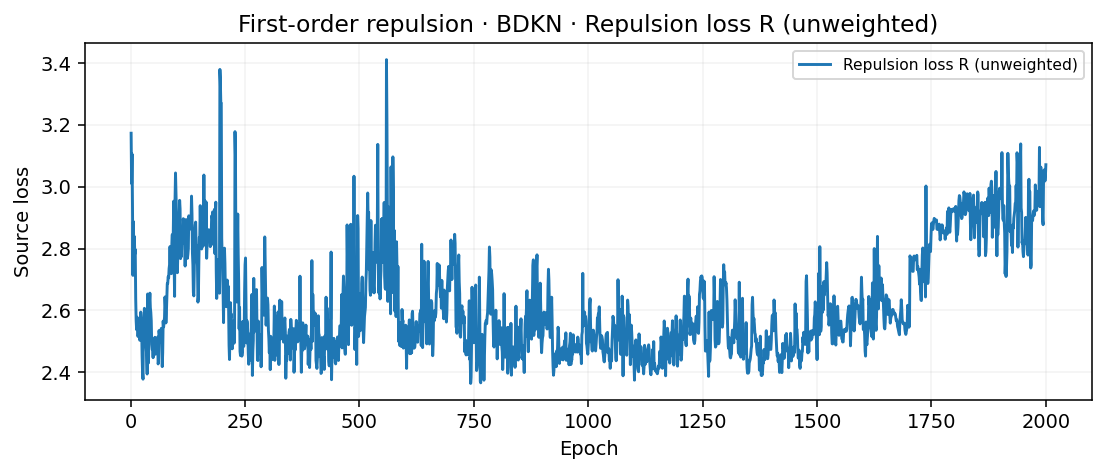 First-order repulsion · BDKN · Repulsion loss R (unweighted)
Repulsion loss R (unweighted)
Source loss
3.4
3.2
3.0
2.8
2.6
2.4
0 250 500 750 1000 1250 1500 1750 2000
Epoch